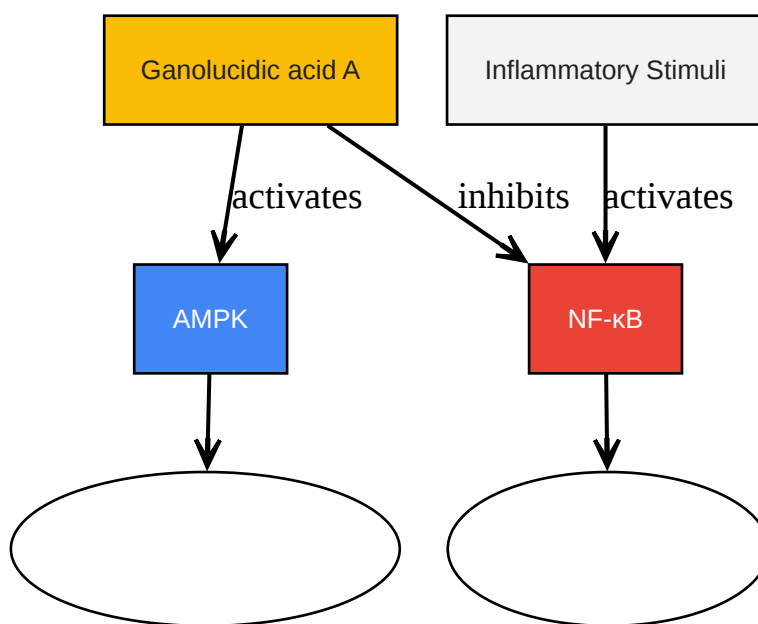 Ganolucidic acid A
Inflammatory Stimuli
activates
inhibits
activates
AMPK
NF-κB